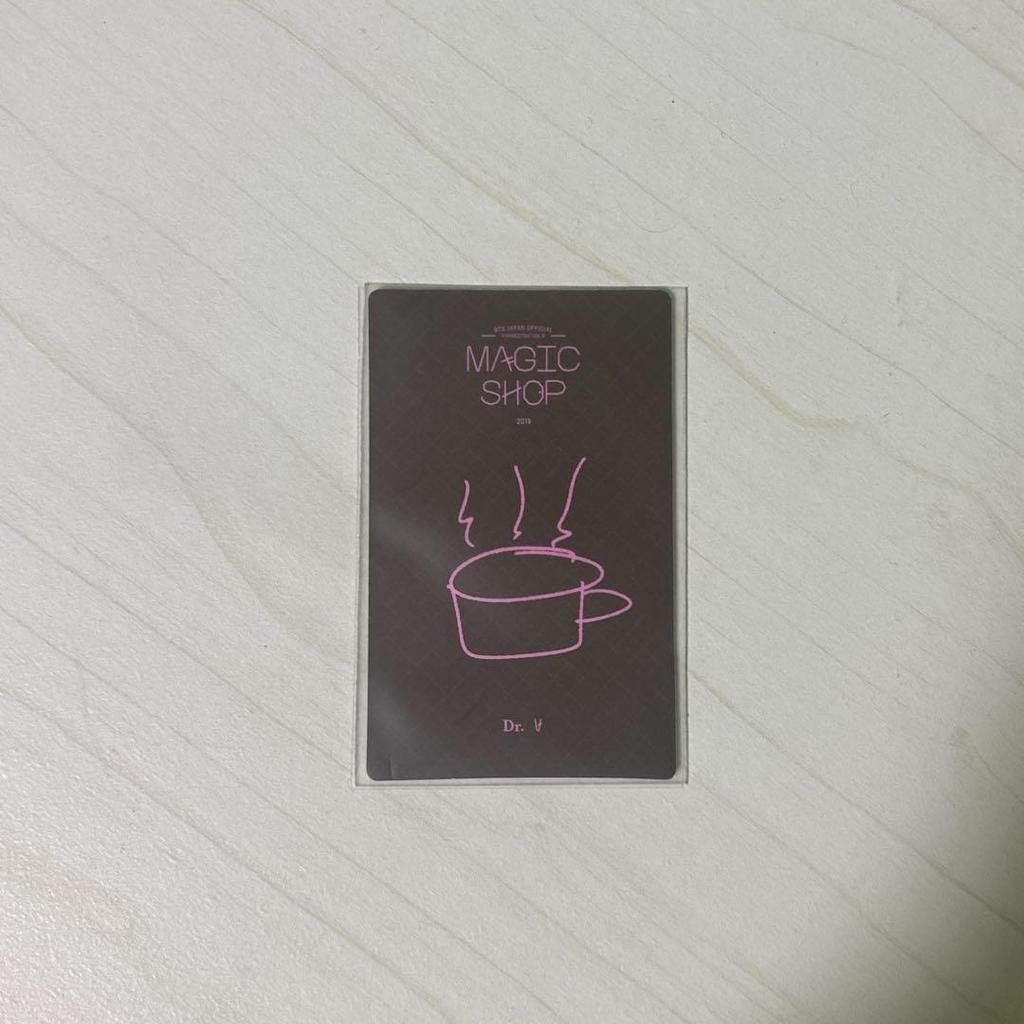 BTS JAPAN OFFICIAL
FANMEETING VOL.5
MAGIC
SHOP
2019
Dr. ∀